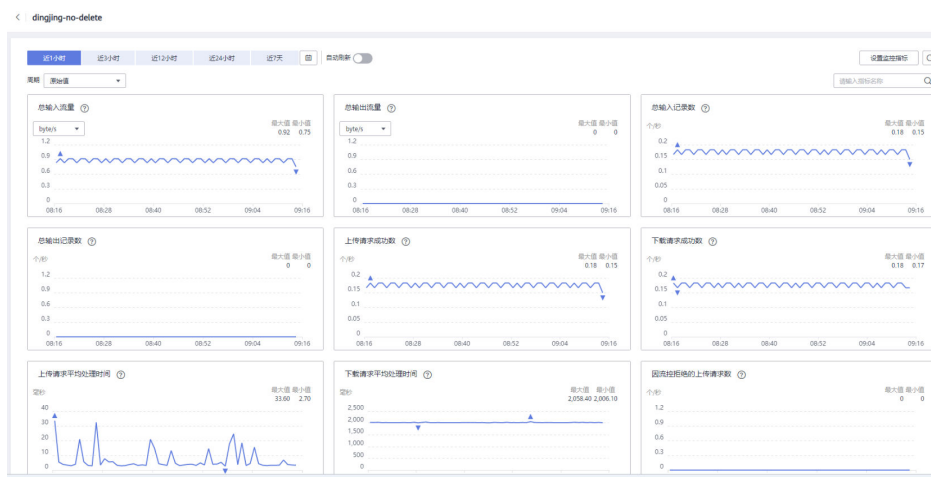 dingjing-no-delete
近1小时 近3小时 近12小时 近24小时 近7天 自动刷新 设置监控指标
周期 原始值 请输入指标名称
总输入流量
byte/s
最大值 最小值
0.92 0.75
1.2
0.9
0.6
0.3
0
08:16 08:28 08:40 08:52 09:04 09:16
总输出流量
byte/s
最大值 最小值
0 0
1.2
0.9
0.6
0.3
0
08:16 08:28 08:40 08:52 09:04 09:16
总输入记录数
个/秒
最大值 最小值
0.18 0.15
0.2
0.15
0.1
0.05
0
08:16 08:28 08:40 08:52 09:04 09:16
总输出记录数
个/秒
最大值 最小值
0 0
1.2
0.9
0.6
0.3
0
08:16 08:28 08:40 08:52 09:04 09:16
上传请求成功数
个/秒
最大值 最小值
0.18 0.15
0.2
0.15
0.1
0.05
0
08:16 08:28 08:40 08:52 09:04 09:16
下载请求成功数
个/秒
最大值 最小值
0.18 0.17
0.2
0.15
0.1
0.05
0
08:16 08:28 08:40 08:52 09:04 09:16
上传请求平均处理时间
毫秒
最大值 最小值
33.60 2.70
40
30
20
10
0
下载请求平均处理时间
毫秒
最大值 最小值
2,058.40 2,006.10
2,500
2,000
1,500
1,000
500
0
因流控拒绝的上传请求数
个/秒
最大值 最小值
0 0
1.2
0.9
0.6
0.3
0